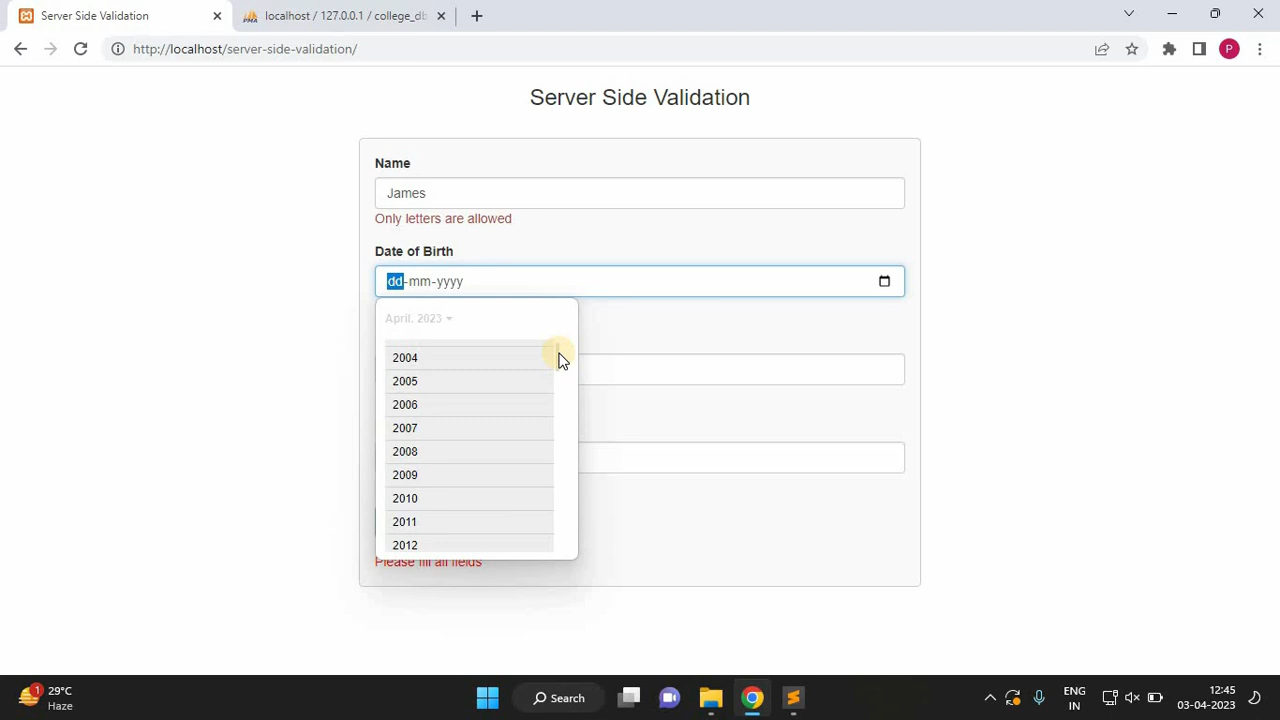 Server Side Validation
localhost / 127.0.0.1 / college_db
http://localhost/server-side-validation/
P
Server Side Validation
Name
James
Only letters are allowed
Date of Birth
dd-mm-yyyy
April, 2023
2004
2005
2006
2007
2008
2009
2010
2011
2012
Please fill all fields
1
29°C
Haze
Search
ENG
IN
12:45
03-04-2023